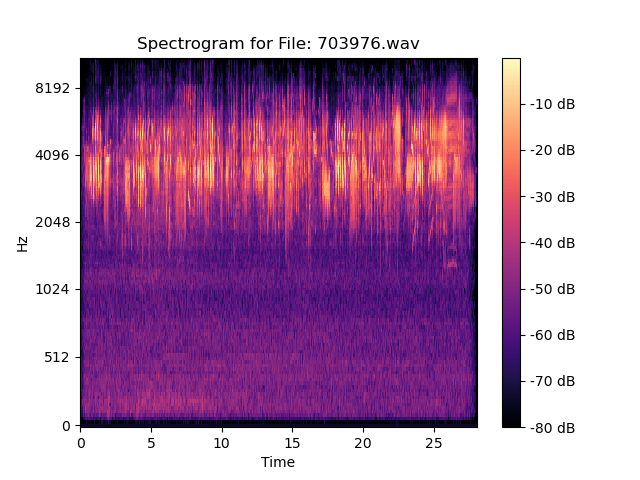 Spectrogram for File: 703976.wav
8192
4096
2048
1024
512
0
Hz
0 5 10 15 20 25
Time
-10 dB
-20 dB
-30 dB
-40 dB
-50 dB
-60 dB
-70 dB
-80 dB